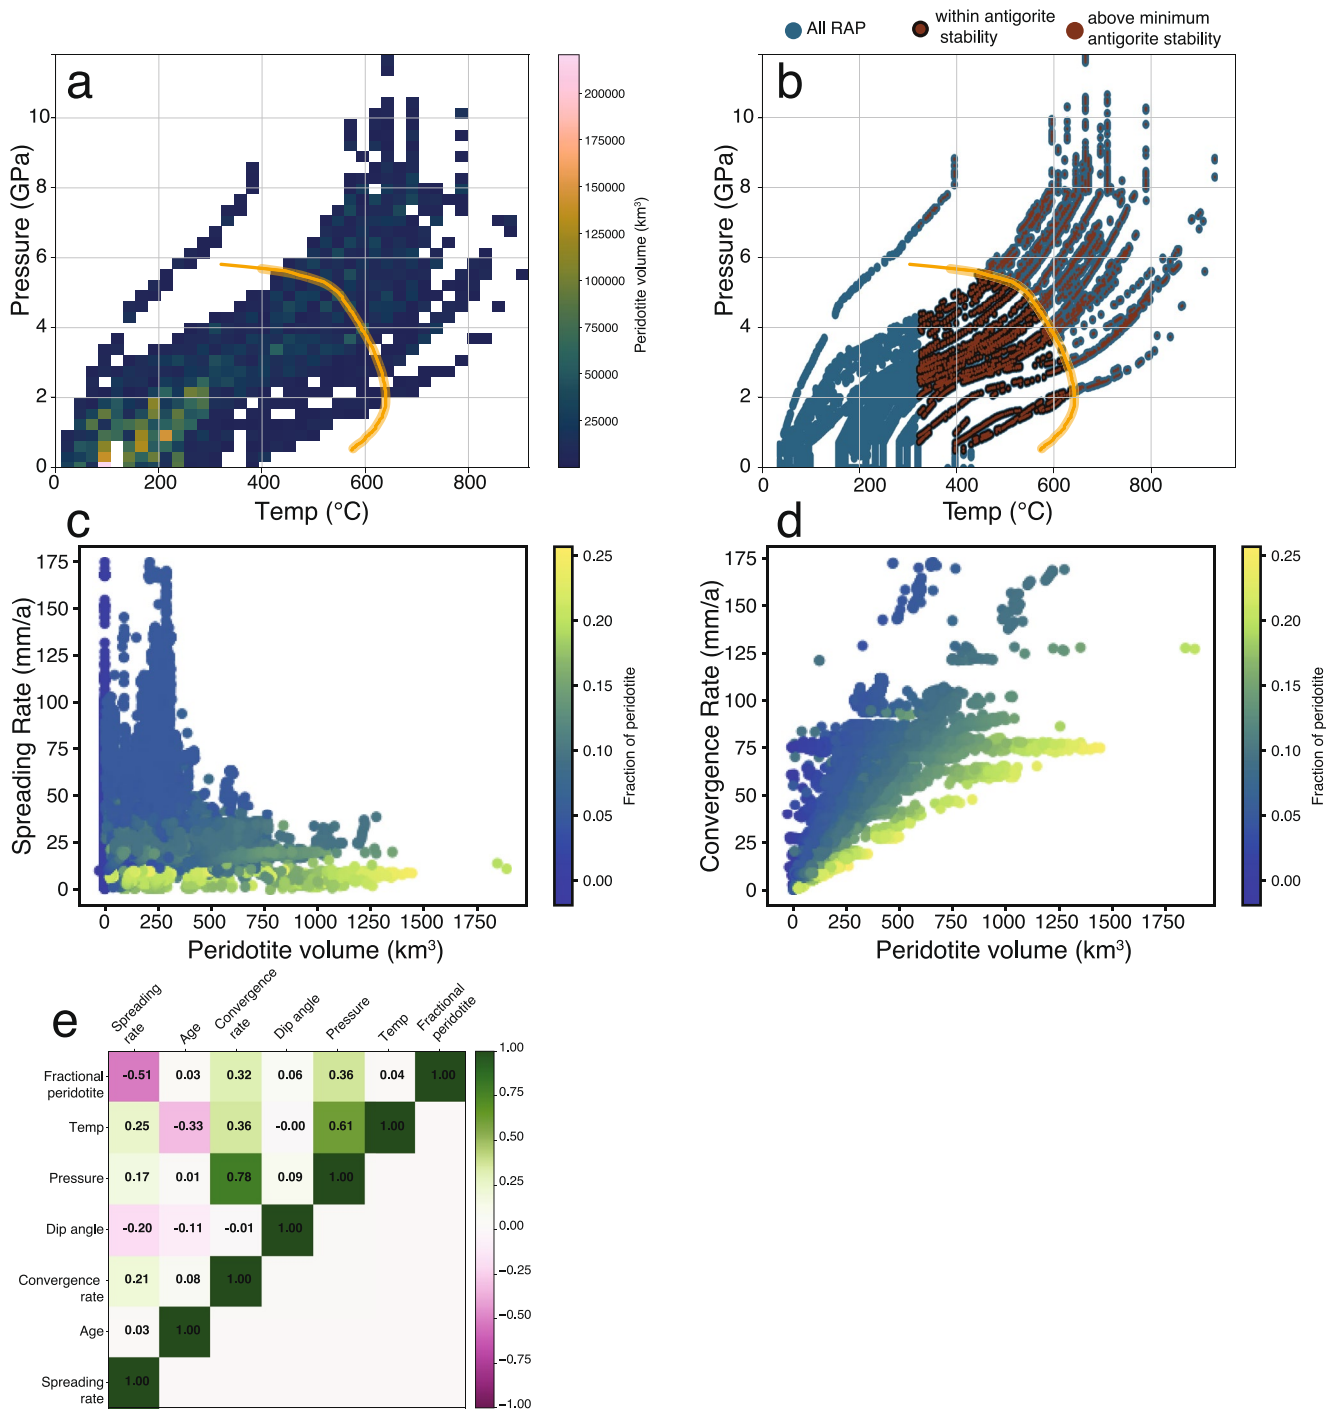 All RAP
within antigorite
stability
above minimum
antigorite stability
a
Pressure (GPa)
10
8
6
4
2
0
0 200 400 600 800
Temp (°C)
200000
175000
150000
125000
100000
75000
50000
25000
Peridotite volume (km³)
b
Pressure (GPa)
10
8
6
4
2
0
0 200 400 600 800
Temp (°C)
c
Spreading Rate (mm/a)
175
150
125
100
75
50
25
0
0 250 500 750 1000 1250 1500 1750
Peridotite volume (km³)
0.25
0.20
0.15
0.10
0.05
0.00
Fraction of peridotite
d
Convergence Rate (mm/a)
175
150
125
100
75
50
25
0
0 250 500 750 1000 1250 1500 1750
Peridotite volume (km³)
0.25
0.20
0.15
0.10
0.05
0.00
Fraction of peridotite
e
Spreading
rate
Age
Convergence
rate
Dip angle
Pressure
Temp
Fractional
peridotite
Fractional
peridotite
-0.51 0.03 0.32 0.06 0.36 0.04 1.00
Temp
0.25 -0.33 0.36 -0.00 0.61 1.00
Pressure
0.17 0.01 0.78 0.09 1.00
Dip angle
-0.20 -0.11 -0.01 1.00
Convergence
rate
0.21 0.08 1.00
Age
0.03 1.00
Spreading
rate
1.00
1.00
0.75
0.50
0.25
0.00
−0.25
−0.50
−0.75
−1.00